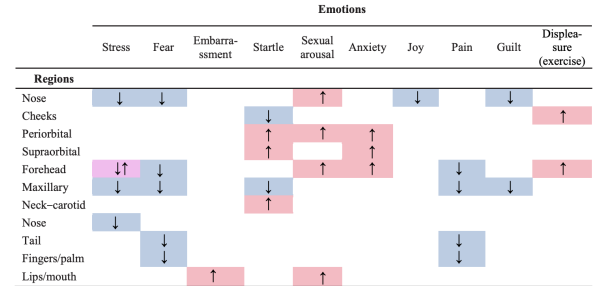 Emotions
Stress Fear Embarra-ssment Startle Sexual arousal Anxiety Joy Pain Guilt Displea-sure (exercise)
Regions
Nose ↓ ↓ ↑ ↓ ↓
Cheeks ↓ ↑
Periorbital ↑ ↑ ↑
Supraorbital ↑ ↑
Forehead ↓↑ ↓ ↑ ↑ ↓ ↑
Maxillary ↓ ↓ ↓ ↓ ↓
Neck–carotid ↑
Nose ↓
Tail ↓ ↓
Fingers/palm ↓ ↓
Lips/mouth ↑ ↑